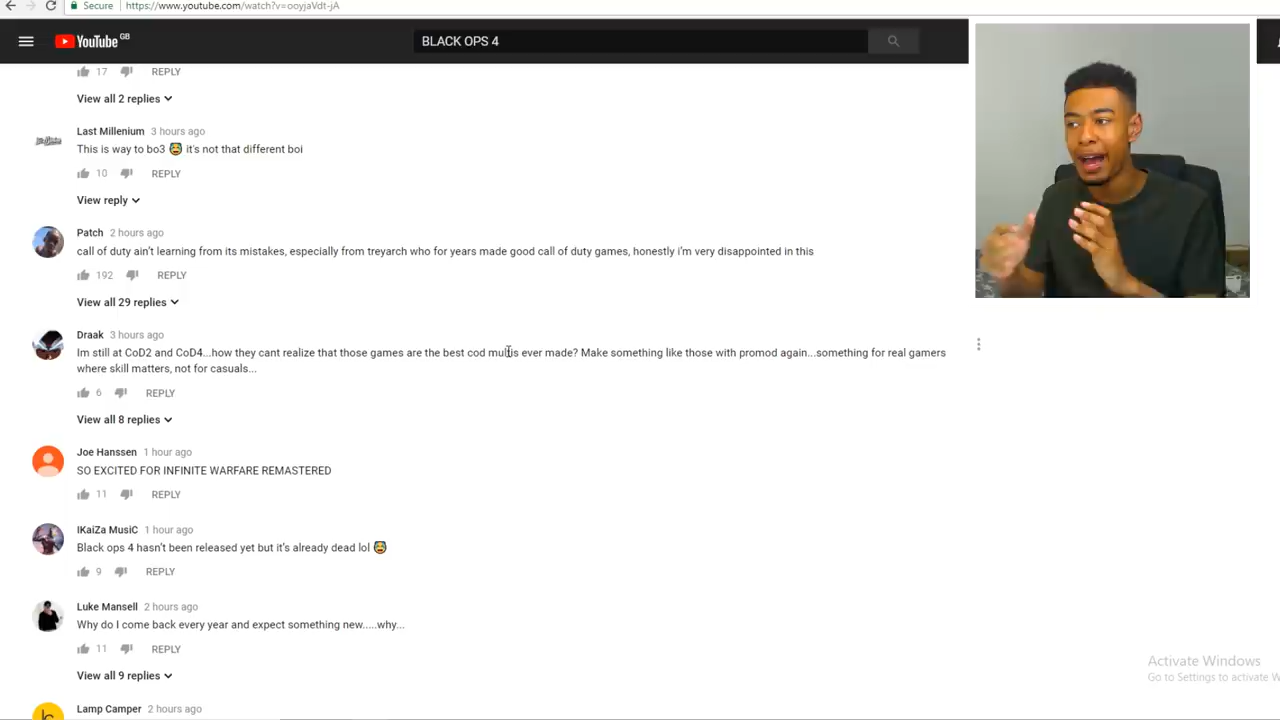 Secure https://www.youtube.com/watch?v=ooyjaVdt-jA
YouTube GB
BLACK OPS 4
17 REPLY
View all 2 replies
Last Millenium 3 hours ago
This is way to bo3 😰 it's not that different boi
10 REPLY
View reply
Patch 2 hours ago
call of duty ain't learning from its mistakes, especially from treyarch who for years made good call of duty games, honestly i'm very disappointed in this
192 REPLY
View all 29 replies
Draak 3 hours ago
Im still at CoD2 and CoD4...how they cant realize that those games are the best cod multis ever made? Make something like those with promod again...something for real gamers
where skill matters, not for casuals...
6 REPLY
View all 8 replies
Joe Hanssen 1 hour ago
SO EXCITED FOR INFINITE WARFARE REMASTERED
11 REPLY
IKaiZa MusiC 1 hour ago
Black ops 4 hasn't been released yet but it's already dead lol 😰
9 REPLY
Luke Mansell 2 hours ago
Why do I come back every year and expect something new.....why...
11 REPLY
View all 9 replies
Lamp Camper 2 hours ago
Activate Windows
Go to Settings to activate W